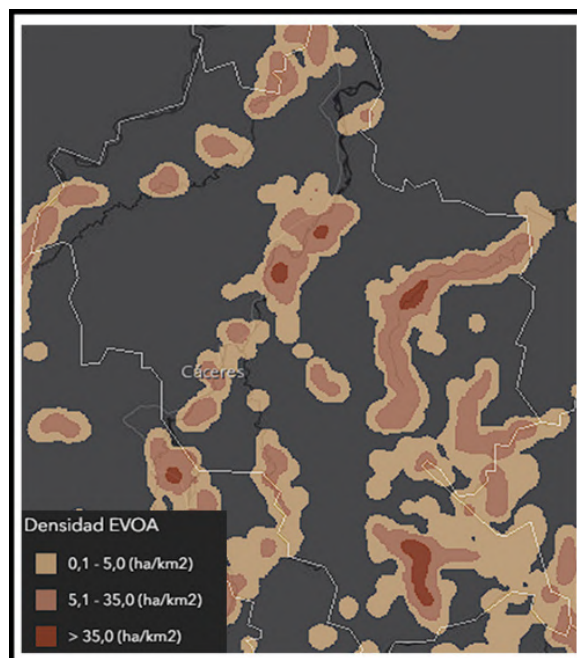 Cáceres
Densidad EVOA
0,1 - 5,0 (ha/km2)
5,1 - 35,0 (ha/km2)
> 35,0 (ha/km2)